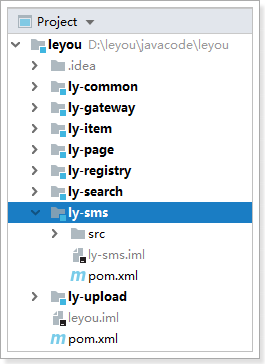 Project
leyou D:\leyou\javacode\leyou
.idea
ly-common
ly-gateway
ly-item
ly-page
ly-registry
ly-search
ly-sms
src
ly-sms.iml
m pom.xml
ly-upload
leyou.iml
m pom.xml